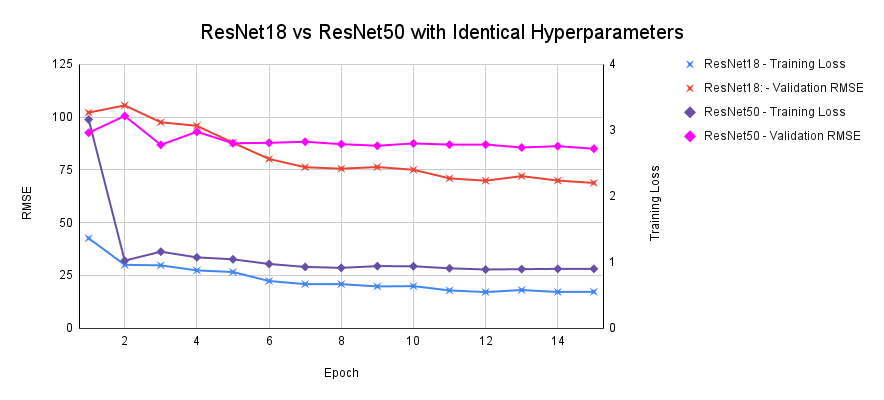 ResNet18 vs ResNet50 with Identical Hyperparameters
125
100
75
50
25
0
RMSE
2
4
6
8
10
12
14
Epoch
4
3
2
1
0
Training Loss
ResNet18 - Training Loss
ResNet18: - Validation RMSE
ResNet50 - Training Loss
ResNet50 - Validation RMSE